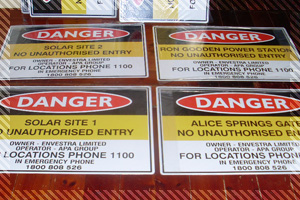 DANGER
SOLAR SITE 2
NO UNAUTHORISED ENTRY
OWNER - ENVESTRA LIMITED
OPERATOR - APA GROUP
FOR LOCATIONS PHONE 1100
IN EMERGENCY PHONE
1800 808 526
DANGER
RON GOODEN POWER STATION
NO UNAUTHORISED ENTRY
OWNER - ENVESTRA LIMITED
OPERATOR - APA GROUP
FOR LOCATIONS PHONE 1100
IN EMERGENCY PHONE
1800 808 526
DANGER
SOLAR SITE 1
NO UNAUTHORISED ENTRY
OWNER - ENVESTRA LIMITED
OPERATOR - APA GROUP
FOR LOCATIONS PHONE 1100
IN EMERGENCY PHONE
1800 808 526
DANGER
ALICE SPRINGS GATE
NO UNAUTHORISED ENTRY
OWNER - ENVESTRA LIMITED
OPERATOR - APA GROUP
FOR LOCATIONS PHONE 1100
IN EMERGENCY PHONE
1800 808 526